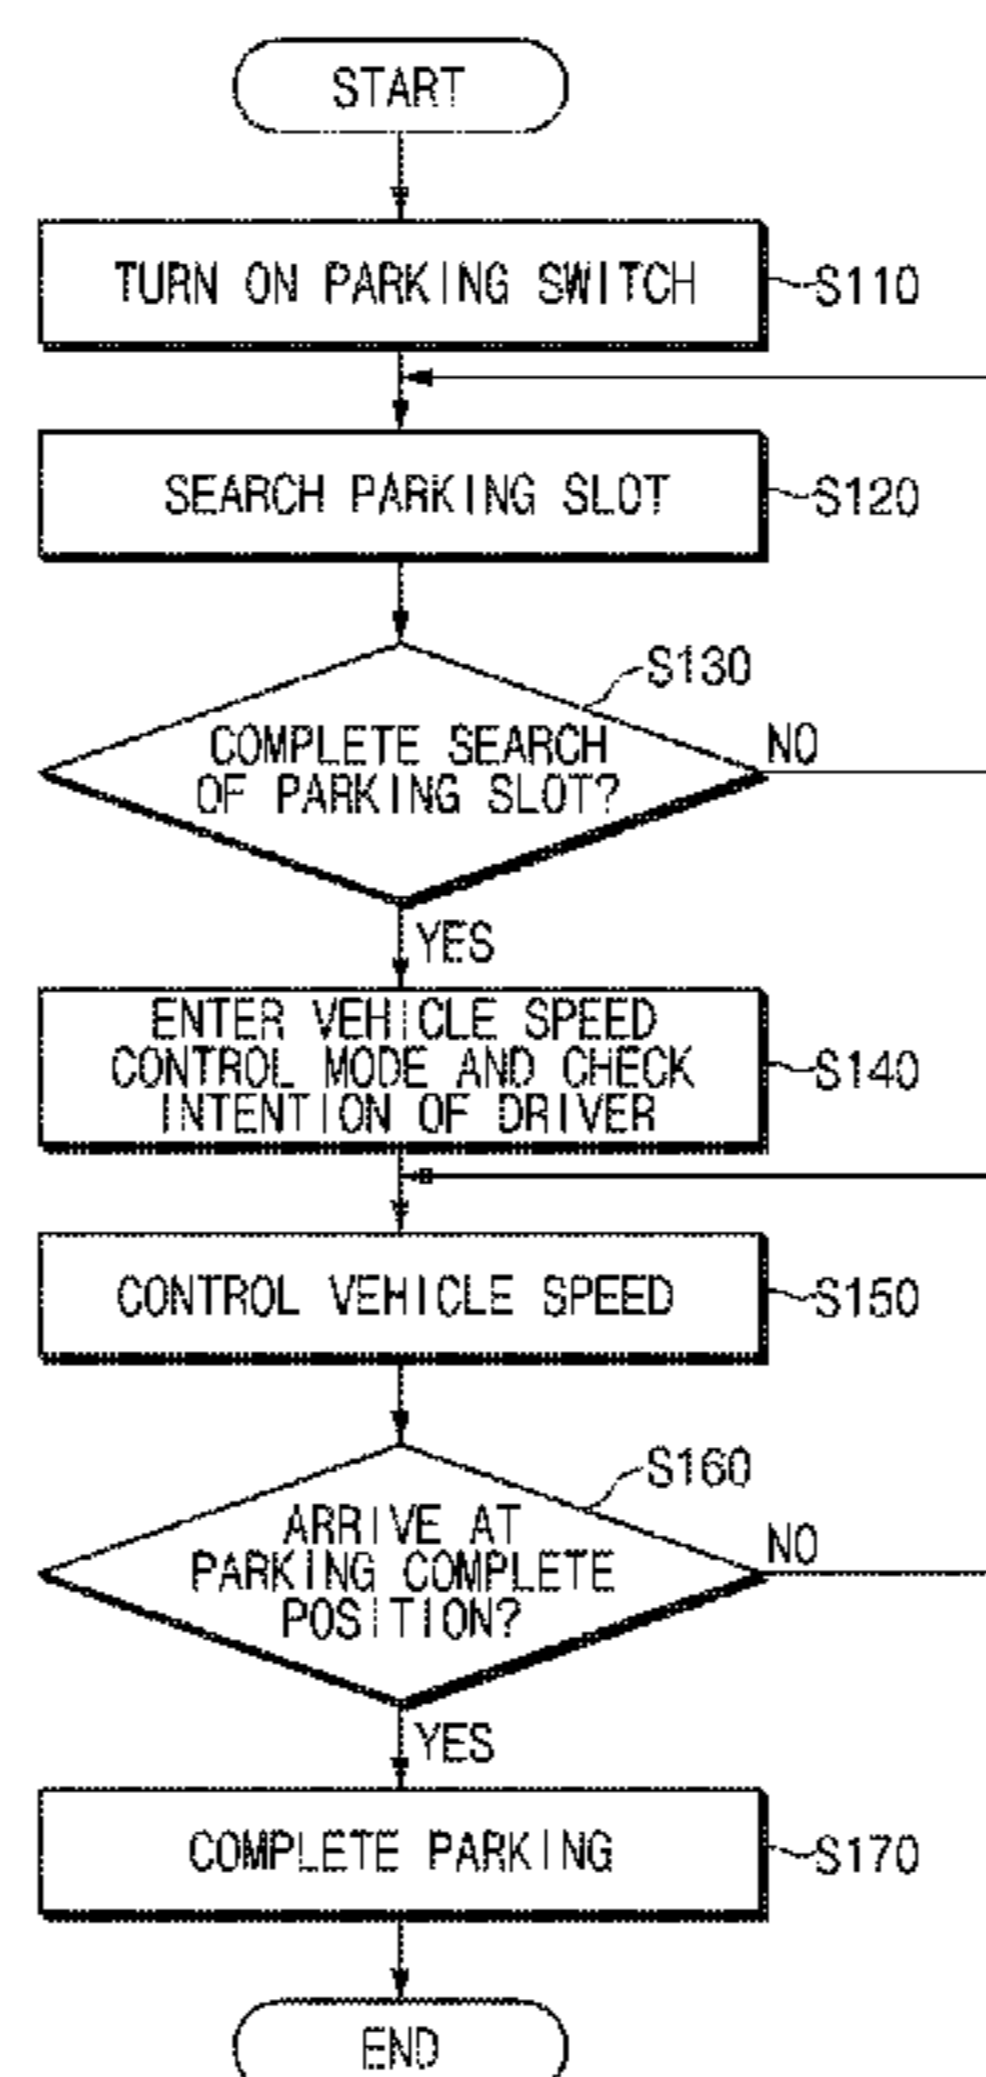 START
TURN ON PARKING SWITCH
S110
SEARCH PARKING SLOT
S120
S130
COMPLETE SEARCH
OF PARKING SLOT?
NO
YES
ENTER VEHICLE SPEED
CONTROL MODE AND CHECK
INTENTION OF DRIVER
S140
CONTROL VEHICLE SPEED
S150
S160
ARRIVE AT
PARKING COMPLETE
POSITION?
NO
YES
COMPLETE PARKING
S170
END